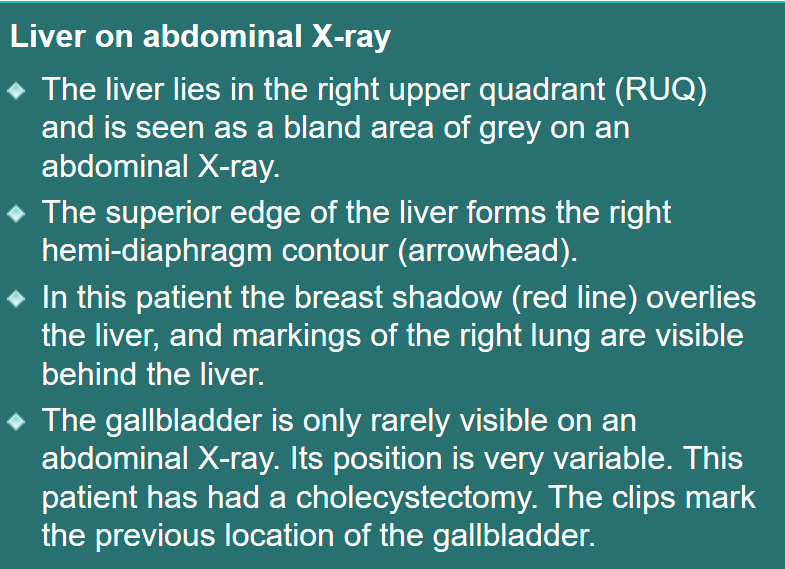 Liver on abdominal X-ray
The liver lies in the right upper quadrant (RUQ)
and is seen as a bland area of grey on an
abdominal X-ray.
The superior edge of the liver forms the right
hemi-diaphragm contour (arrowhead).
In this patient the breast shadow (red line) overlies
the liver, and markings of the right lung are visible
behind the liver.
The gallbladder is only rarely visible on an
abdominal X-ray. Its position is very variable. This
patient has had a cholecystectomy. The clips mark
the previous location of the gallbladder.